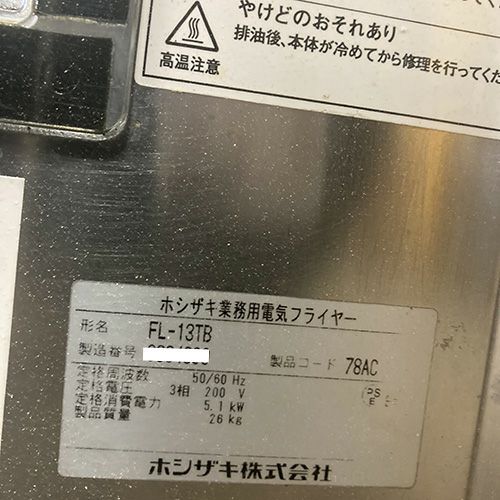 やけどのおそれあり
排油後、本体が冷めてから修理を行ってくだ
高温注意
ホシザキ業務用電気フライヤー
形名 FL-13TB
製造番号
製品コード 78AC
定格周波数 50/60 Hz
定格電圧 3相 200 V
定格消費電力 5.1 kW
製品質量 26 kg
PS
E
ホシザキ株式会社